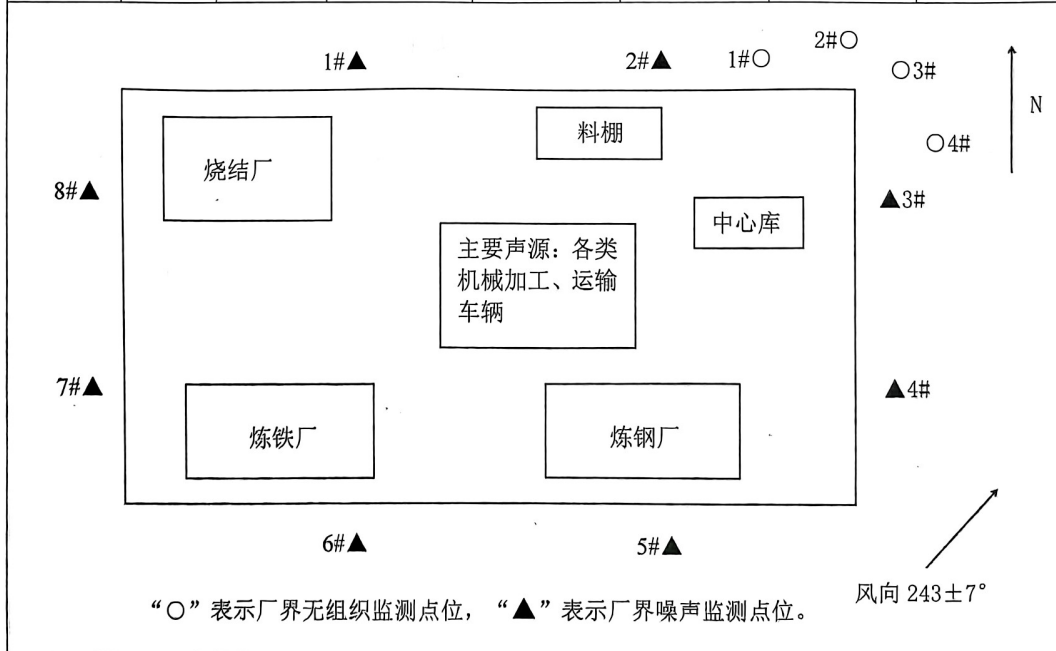 1#▲
2#▲
1#○
2#○
○3#
N
料棚
○4#
烧结厂
8#▲
▲3#
中心库
主要声源：各类
机械加工、运输
车辆
7#▲
▲4#
炼铁厂
炼钢厂
6#▲
5#▲
风向 243±7°
“○”表示厂界无组织监测点位，“▲”表示厂界噪声监测点位。